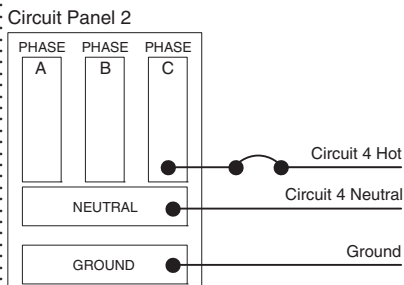 Circuit Panel 2
PHASE PHASE PHASE
A B C
Circuit 4 Hot
Circuit 4 Neutral
NEUTRAL
Ground
GROUND